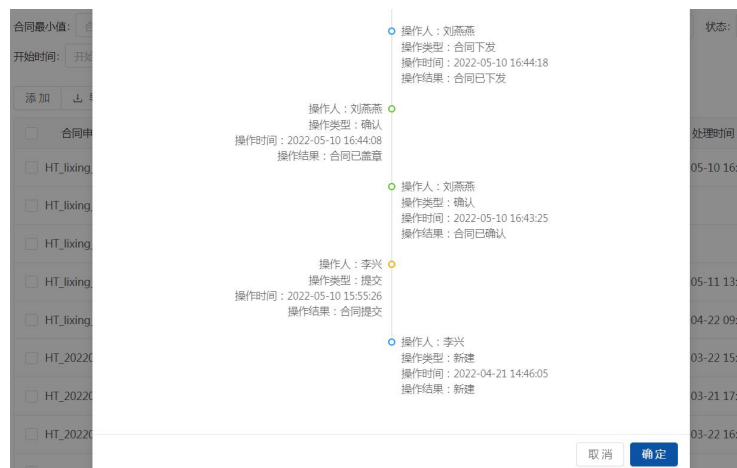 合同最小值:
状态:
开始时间:
添加
合同申
处理时间
HT_lixing_
05-10 16:
HT_lixing_
HT_lixing_
HT_lixing_
05-11 13:
HT_lixing_
04-22 09:
HT_20220
03-22 15:
HT_20220
03-21 17:
HT_20220
03-22 16:
操作人：刘燕燕
操作类型：合同下发
操作时间：2022-05-10 16:44:18
操作结果：合同已下发
操作人：刘燕燕
操作类型：确认
操作时间：2022-05-10 16:44:08
操作结果：合同已盖章
操作人：刘燕燕
操作类型：确认
操作时间：2022-05-10 16:43:25
操作结果：合同已确认
操作人：李兴
操作类型：提交
操作时间：2022-05-10 15:55:26
操作结果：合同提交
操作人：李兴
操作类型：新建
操作时间：2022-04-21 14:46:05
操作结果：新建
取消
确定